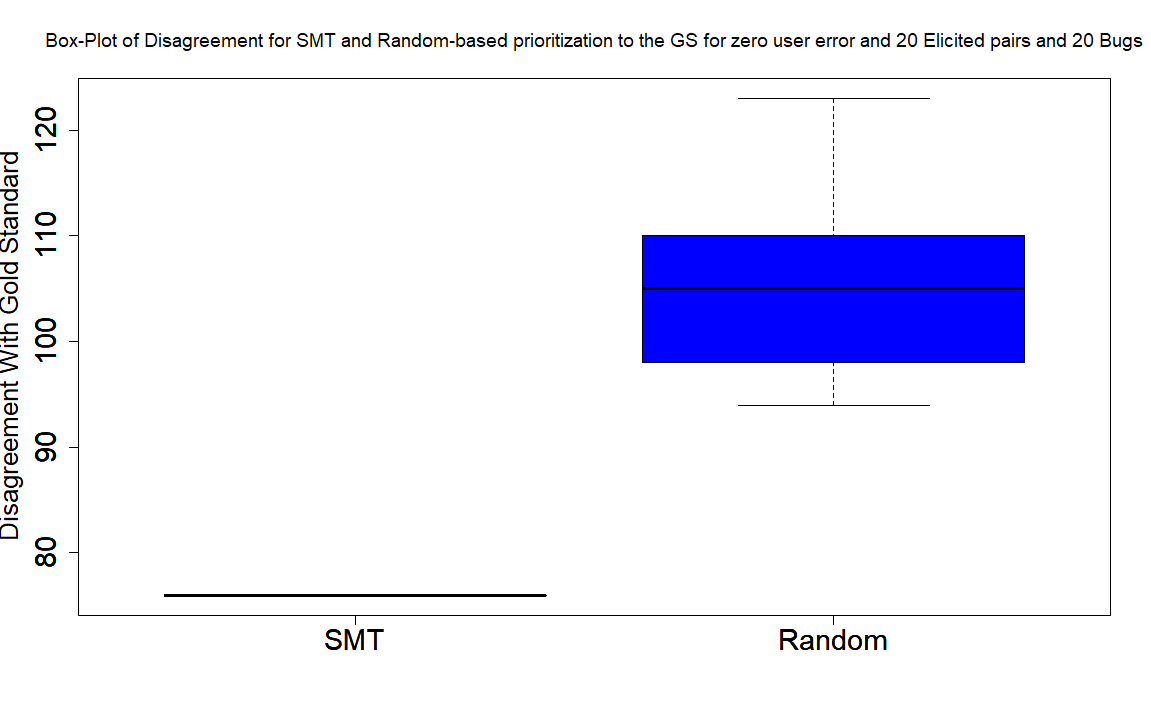 Box-Plot of Disagreement for SMT and Random-based prioritization to the GS for zero user error and 20 Elicited pairs and 20 Bugs
Disagreement With Gold Standard
120
110
100
90
80
SMT
Random